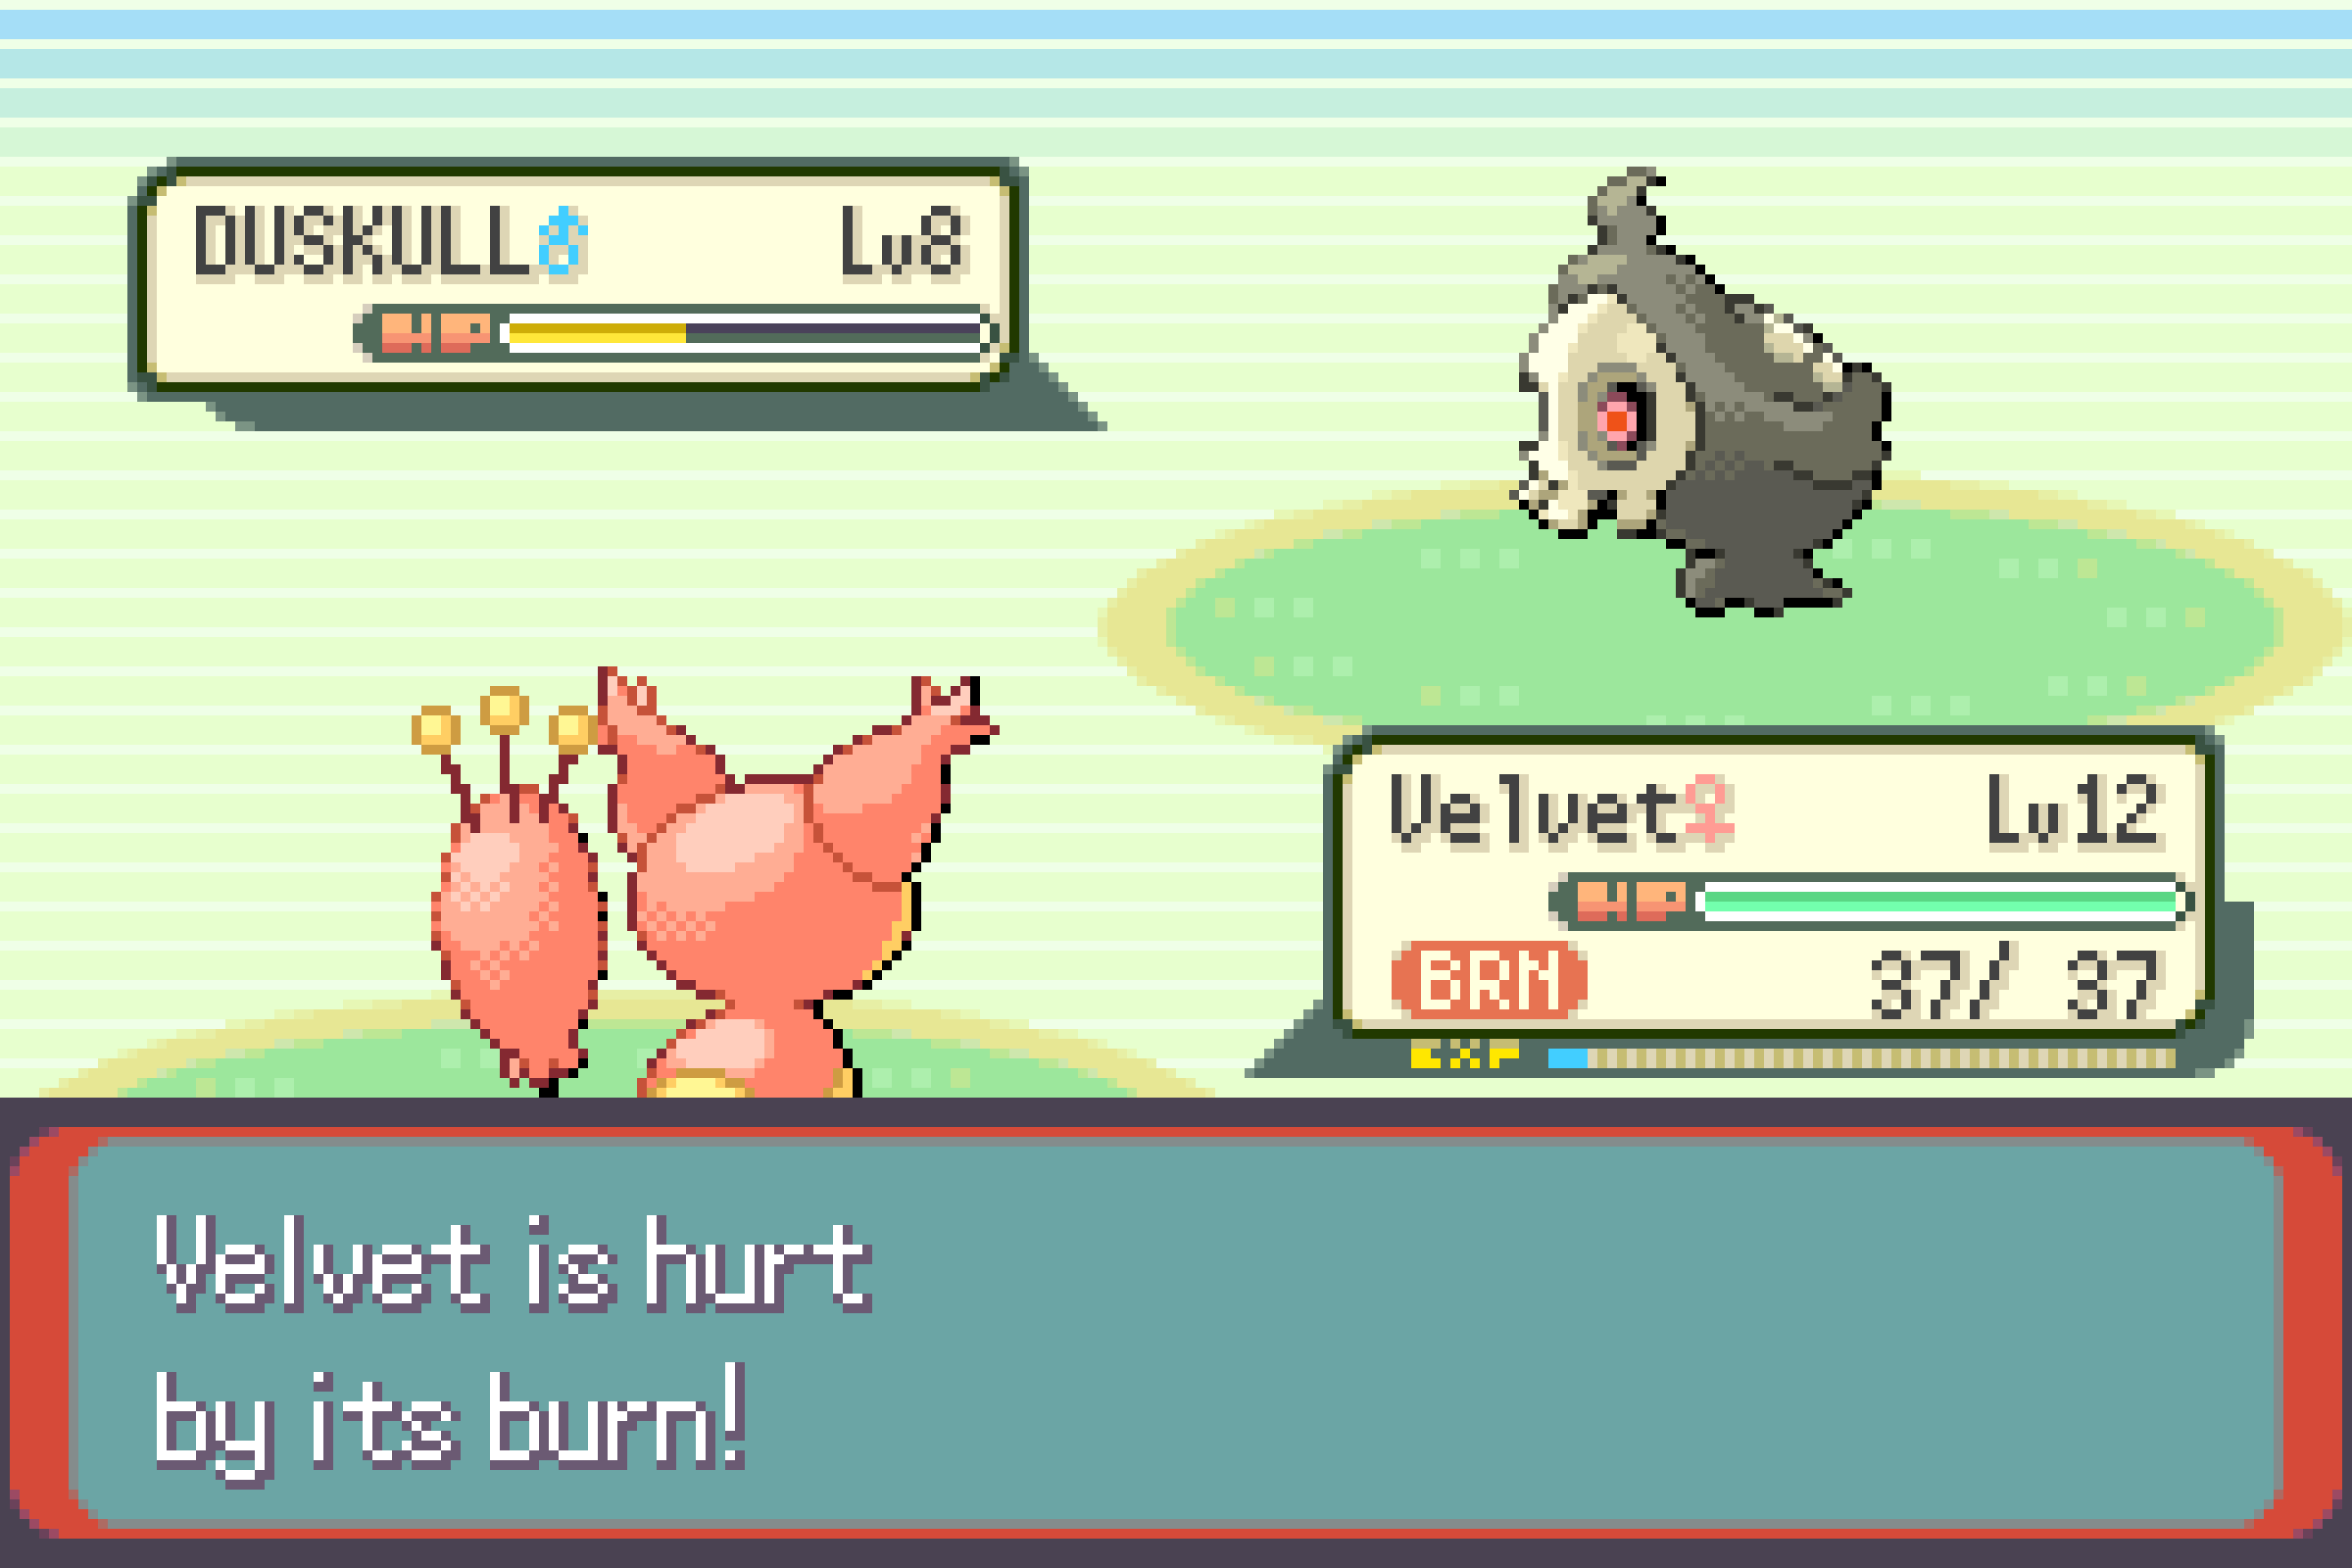 DUSKULL♂ Lv8
HP
Velvet♀ Lv12
HP
BRN 37/ 37
EXP
Velvet is hurt
by its burn!